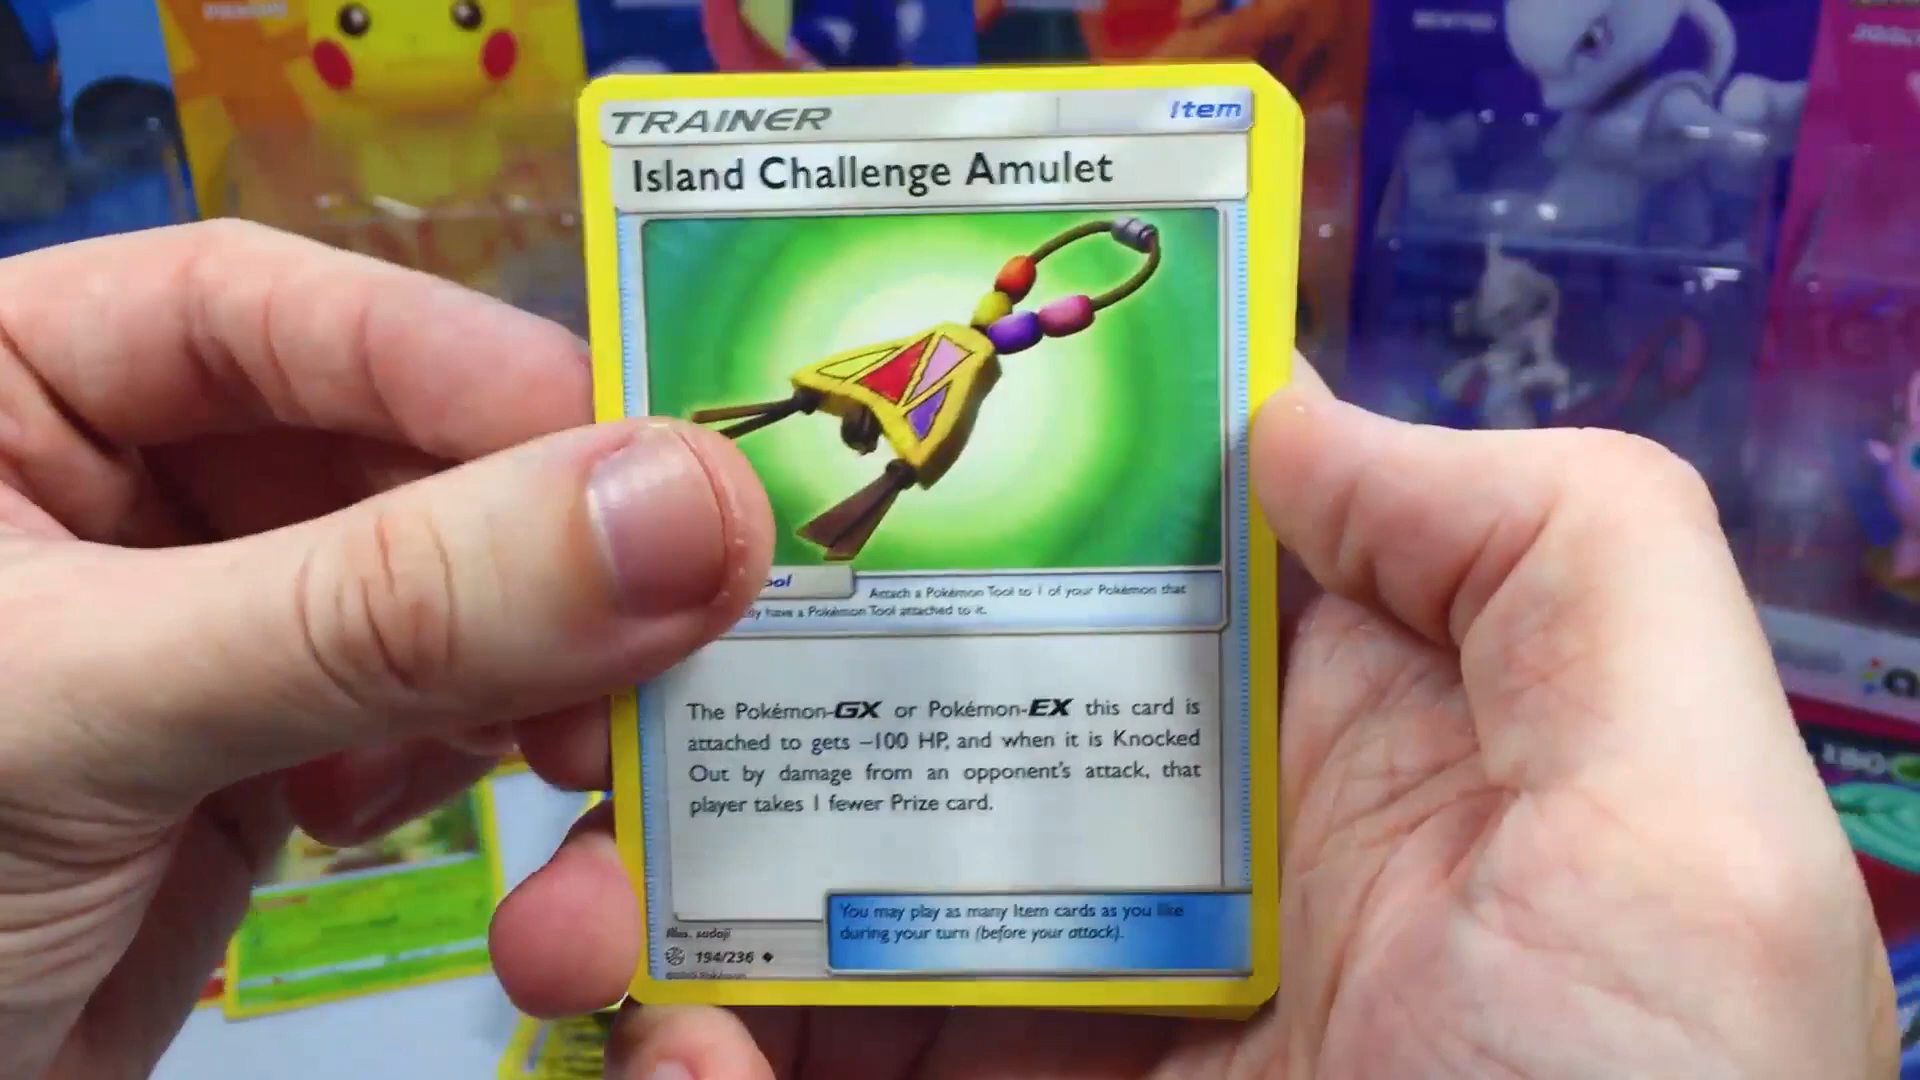 TRAINER
Item
Island Challenge Amulet
Attach a Pokémon Tool to 1 of your Pokémon that
have a Pokémon Tool attached to it.
The Pokémon-GX or Pokémon-EX this card is
attached to gets –100 HP, and when it is Knocked
Out by damage from an opponent's attack, that
player takes 1 fewer Prize card.
You may play as many Item cards as you like
during your turn (before your attack).
Illus. sadaji
194/236